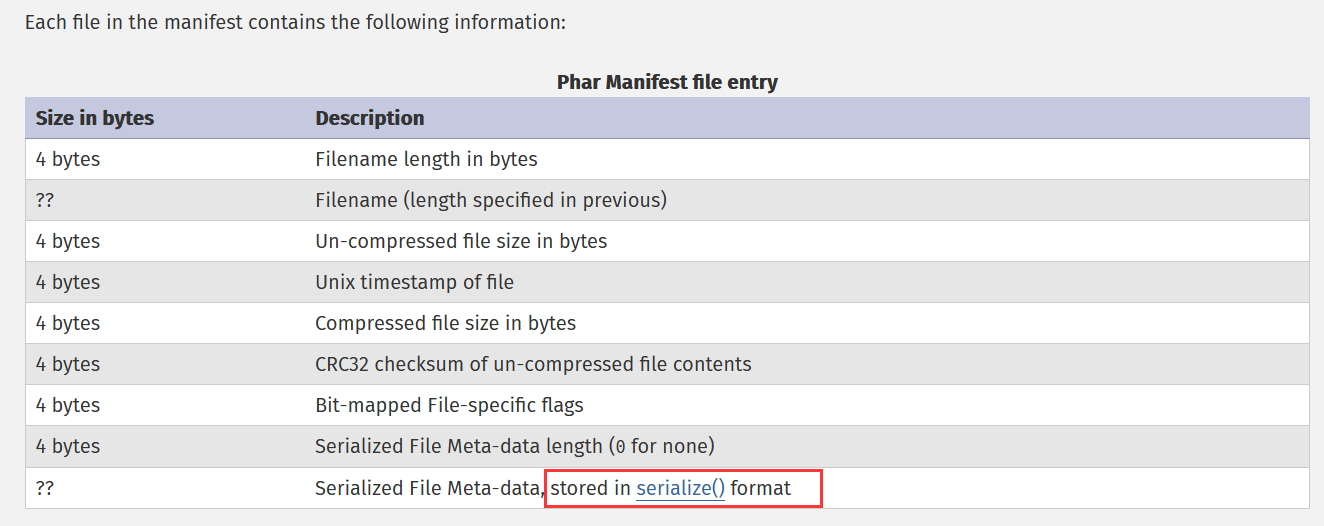 Each file in the manifest contains the following information:
Phar Manifest file entry
Size in bytes Description
4 bytes Filename length in bytes
?? Filename (length specified in previous)
4 bytes Un-compressed file size in bytes
4 bytes Unix timestamp of file
4 bytes Compressed file size in bytes
4 bytes CRC32 checksum of un-compressed file contents
4 bytes Bit-mapped File-specific flags
4 bytes Serialized File Meta-data length (0 for none)
?? Serialized File Meta-data, stored in serialize() format